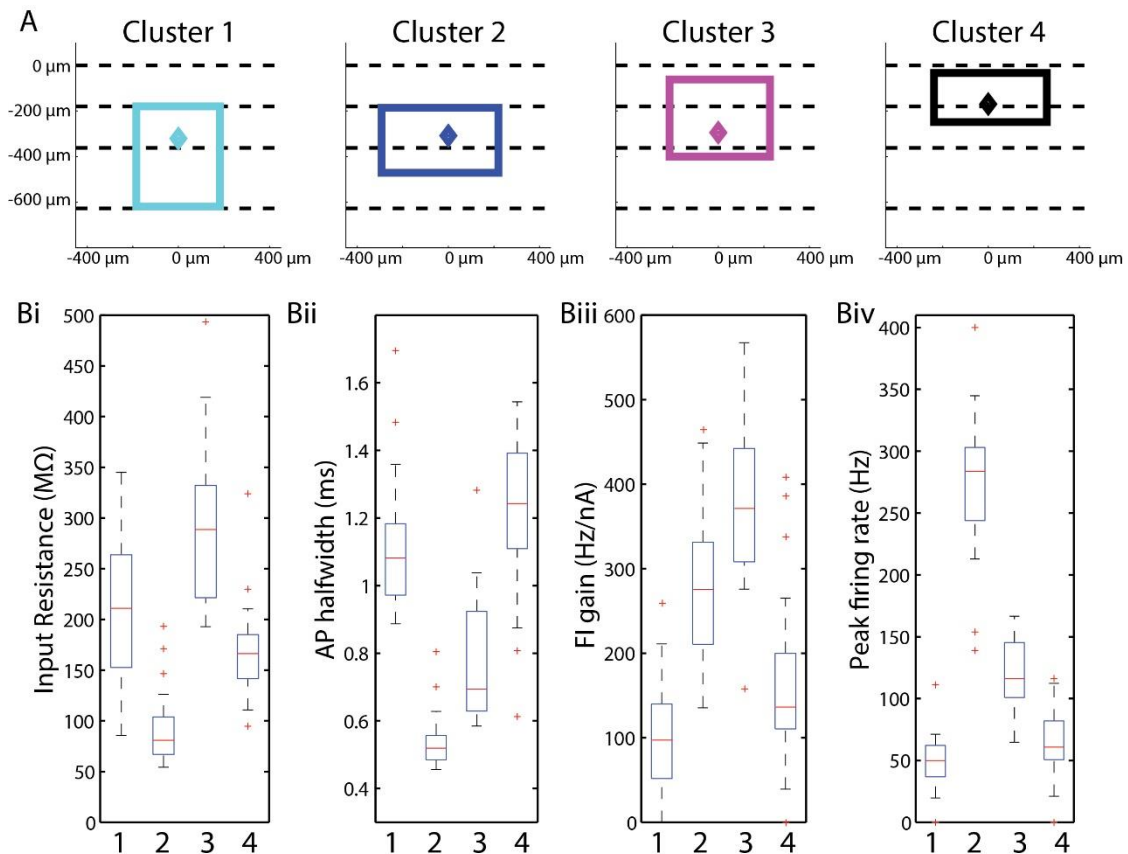 A
Cluster 1 Cluster 2 Cluster 3 Cluster 4
0 µm
-200 µm
-400 µm
-600 µm
-400 µm 0 µm 400 µm -400 µm 0 µm 400 µm -400 µm 0 µm 400 µm -400 µm 0 µm 400 µm
Bi
Input Resistance (MΩ)
500
450
400
350
300
250
200
150
100
50
0
1 2 3 4
Bii
AP halfwidth (ms)
1.6
1.4
1.2
1.0
0.8
0.6
0.4
1 2 3 4
Biii
FI gain (Hz/nA)
600
500
400
300
200
100
0
1 2 3 4
Biv
Peak firing rate (Hz)
400
350
300
250
200
150
100
50
0
1 2 3 4